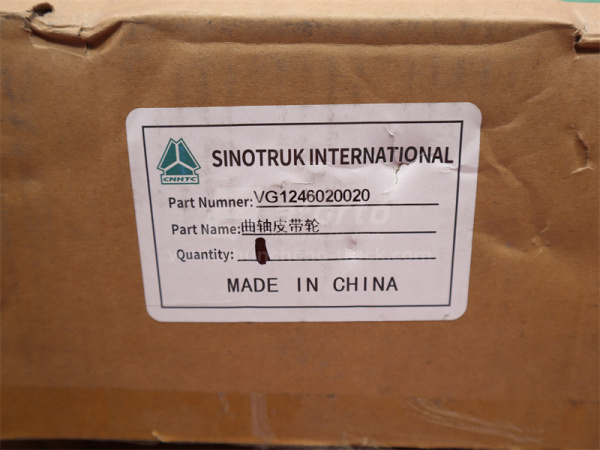 CNHTC
SINOTRUK INTERNATIONAL
Part Numner: VG1246020020
Part Name: 曲轴皮带轮
Quantity:
MADE IN CHINA